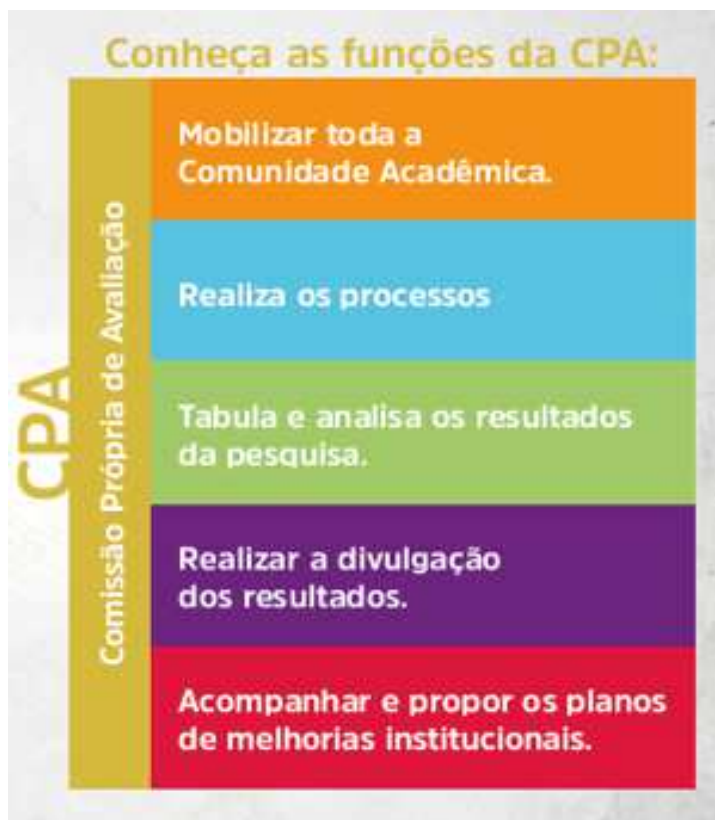 Conheça as funções da CPA:
CPA
Comissão Própria de Avaliação
Mobilizar toda a
Comunidade Acadêmica.
Realiza os processos
Tabula e analisa os resultados
da pesquisa.
Realizar a divulgação
dos resultados.
Acompanhar e propor os planos
de melhorias institucionais.